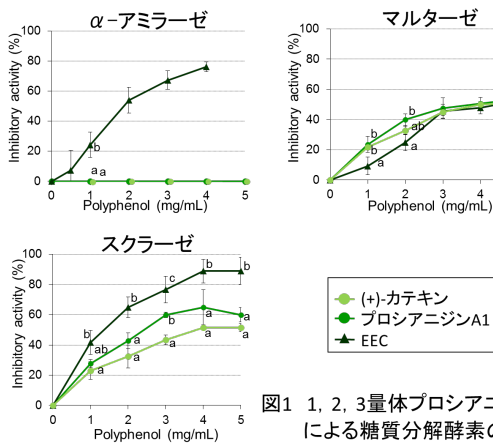 α-アミラーゼ
Inhibitory activity (%)
100
80
60
40
20
0
b
a a
0 1 2 3 4 5
Polyphenol (mg/mL)
マルターゼ
Inhibitory activity (%)
100
80
60
40
20
0
b
b
a
b
ab
a
0 1 2 3 4
Polyphenol (mg/mL)
スクラーゼ
Inhibitory activity (%)
100
80
60
40
20
0
b
ab
a
b
a
a
c
b
a
b
a
a
b
a
a
0 1 2 3 4 5
Polyphenol (mg/mL)
(+)-カテキン
プロシアニジンA1
EEC
図1 1, 2, 3量体プロシアニ
による糖質分解酵素の